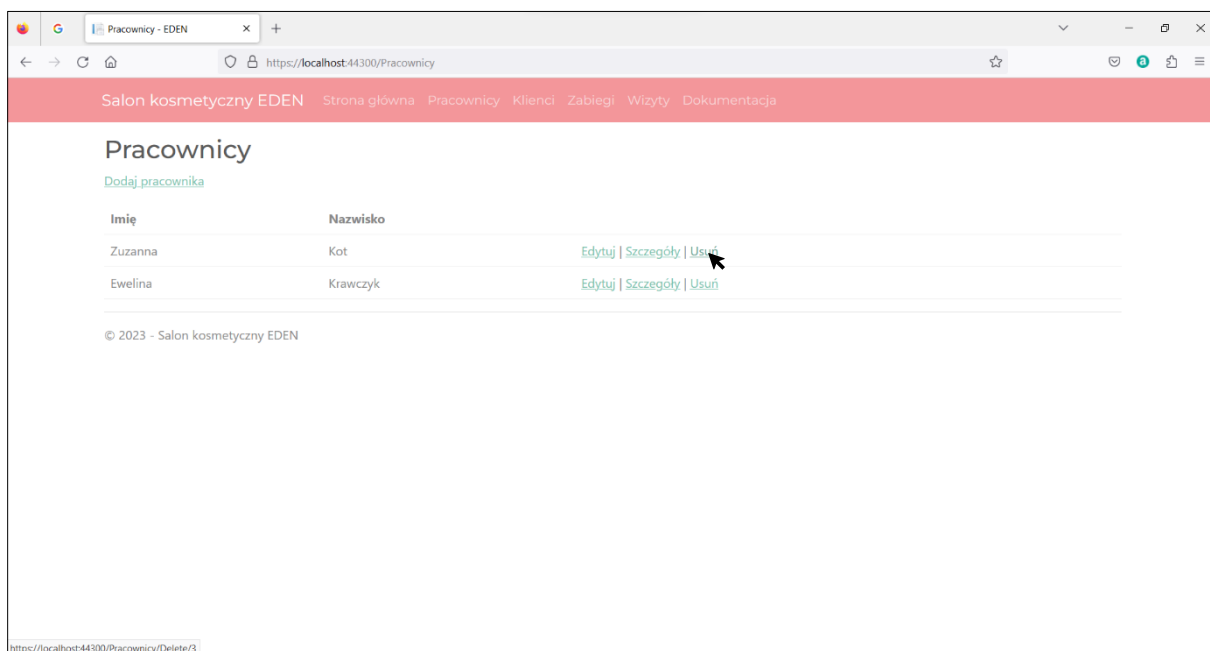 Pracownicy - EDEN
https://localhost:44300/Pracownicy
Salon kosmetyczny EDEN Strona główna Pracownicy Klienci Zabiegi Wizyty Dokumentacja
Pracownicy
Dodaj pracownika
Imię Nazwisko
Zuzanna Kot Edytuj | Szczegóły | Usuń
Ewelina Krawczyk Edytuj | Szczegóły | Usuń
© 2023 - Salon kosmetyczny EDEN
https://localhost:44300/Pracownicy/Delete/3